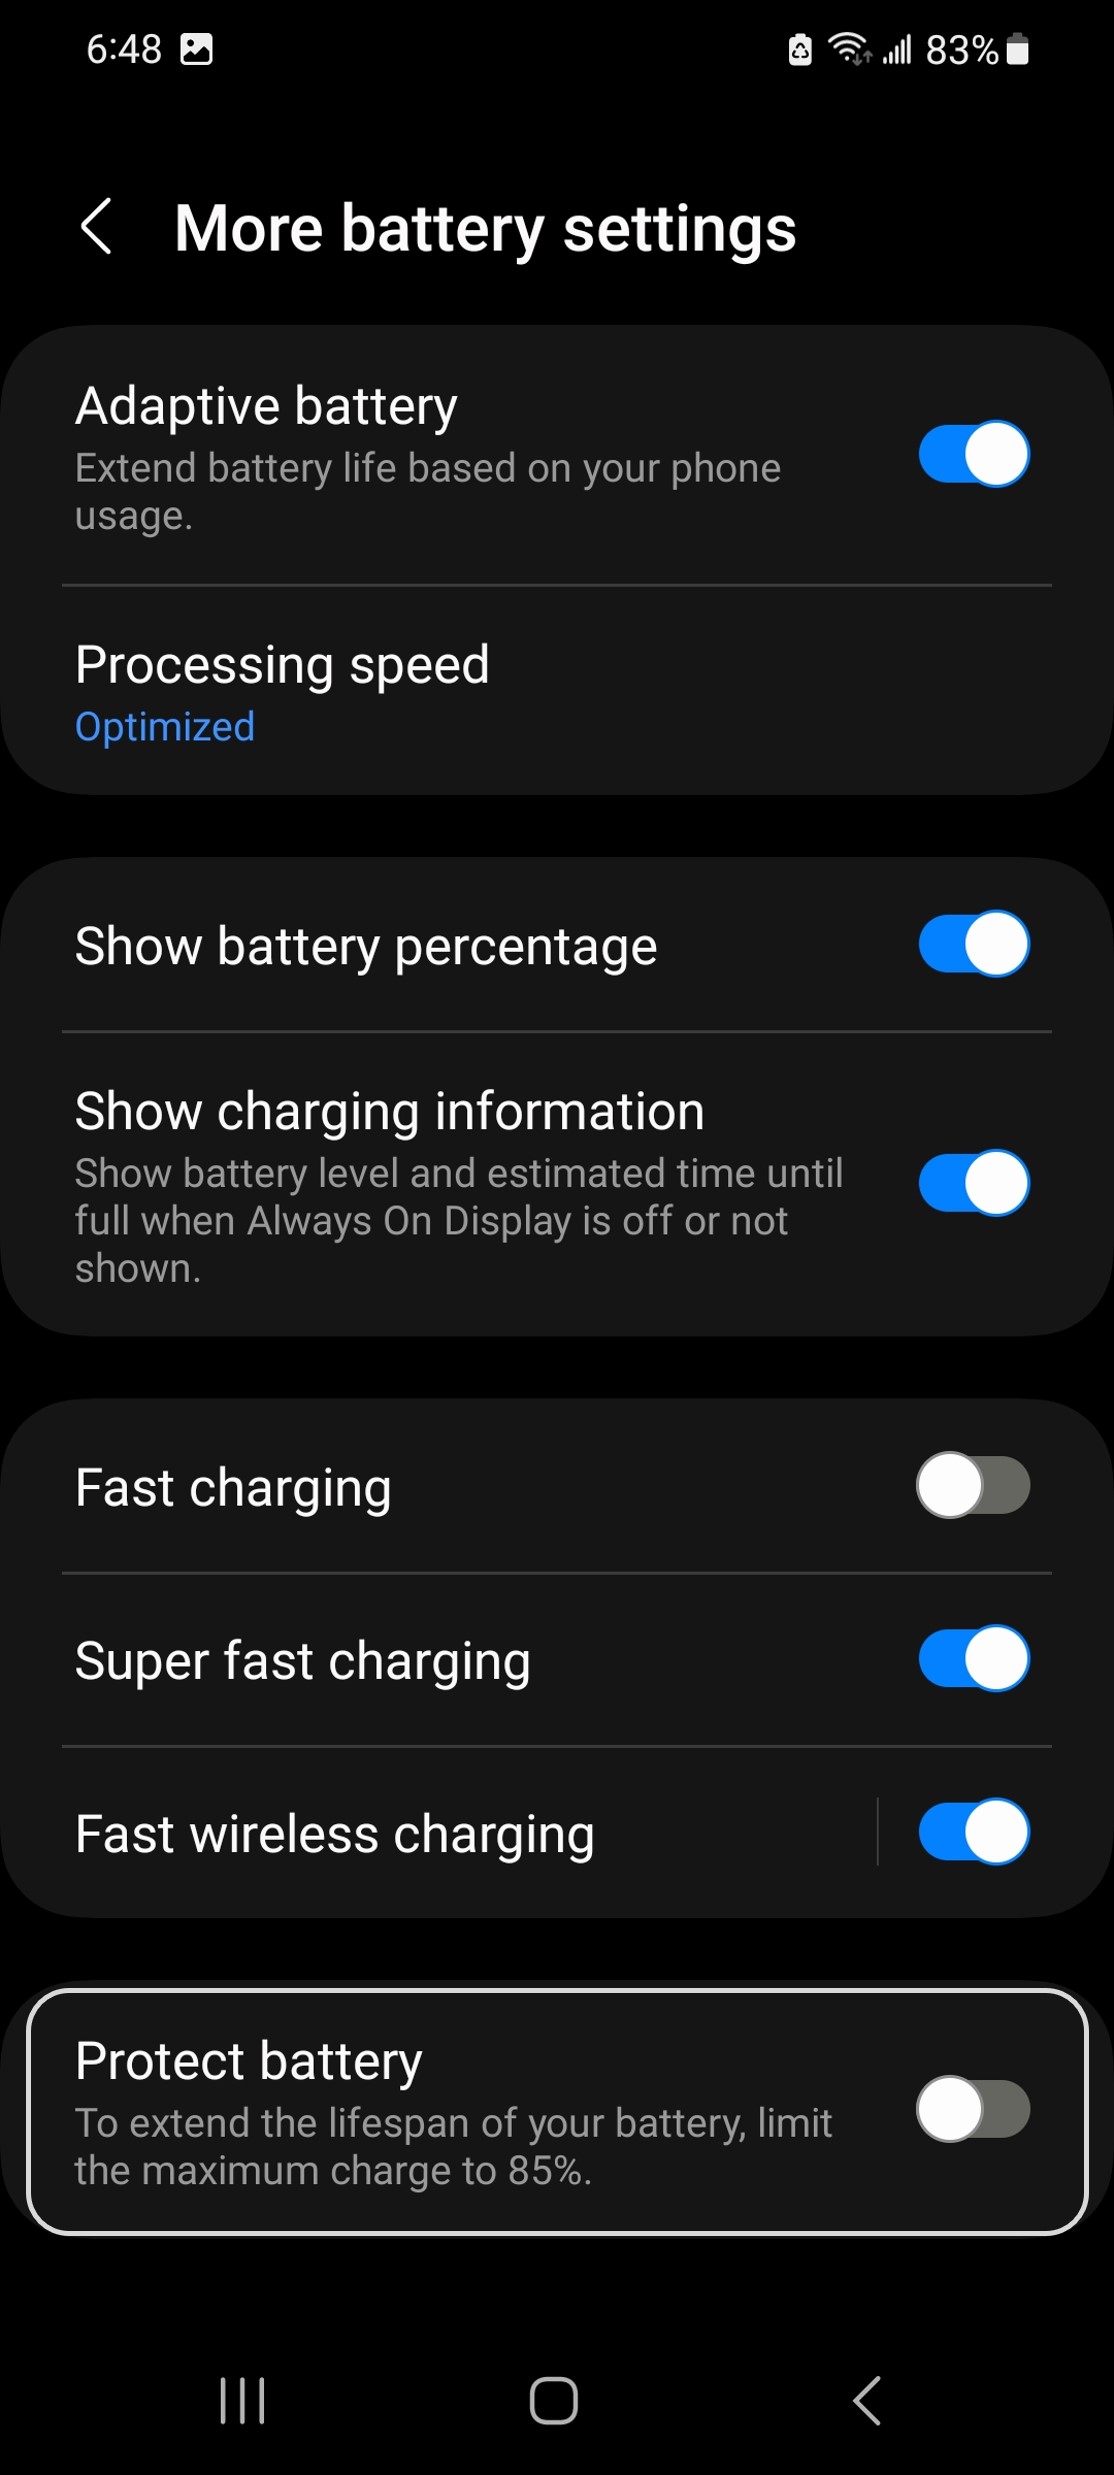 6:48 83%
More battery settings
Adaptive battery
Extend battery life based on your phone
usage.
Processing speed
Optimized
Show battery percentage
Show charging information
Show battery level and estimated time until
full when Always On Display is off or not
shown.
Fast charging
Super fast charging
Fast wireless charging
Protect battery
To extend the lifespan of your battery, limit
the maximum charge to 85%.